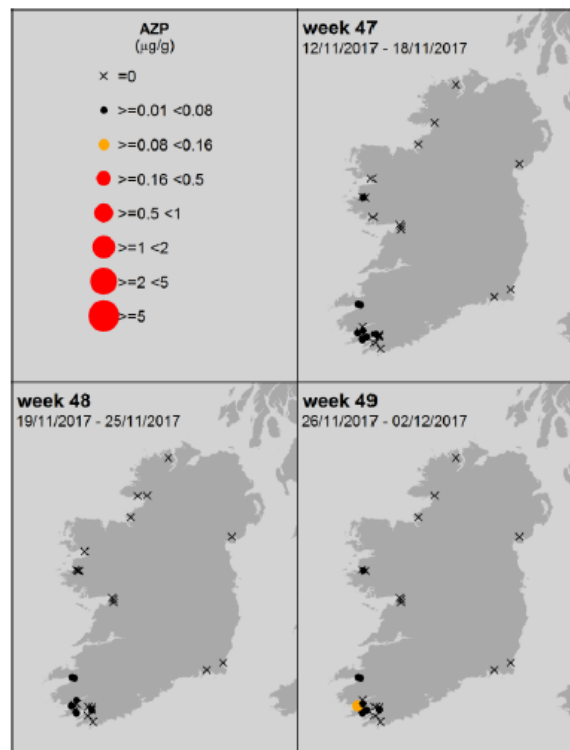 AZP
(µg/g)
=0
>=0.01 <0.08
>=0.08 <0.16
>=0.16 <0.5
>=0.5 <1
>=1 <2
>=2 <5
>=5
week 47
12/11/2017 - 18/11/2017
week 48
19/11/2017 - 25/11/2017
week 49
26/11/2017 - 02/12/2017